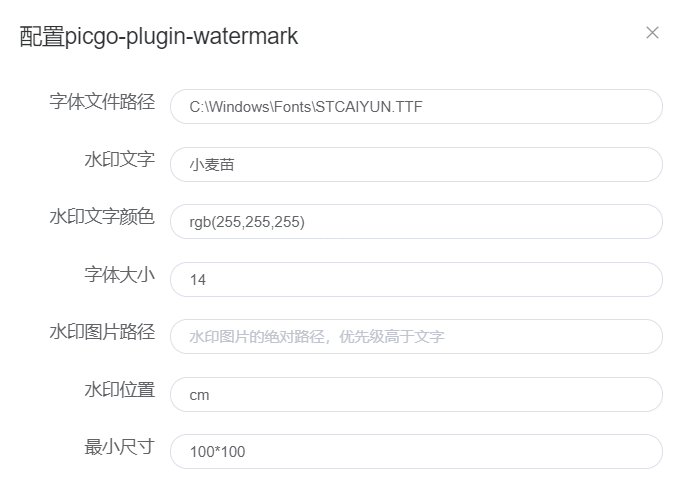 配置picgo-plugin-watermark
字体文件路径 C:\Windows\Fonts\STCAIYUN.TTF
水印文字 小麦苗
水印文字颜色 rgb(255,255,255)
字体大小 14
水印图片路径 水印图片的绝对路径，优先级高于文字
水印位置 cm
最小尺寸 100*100